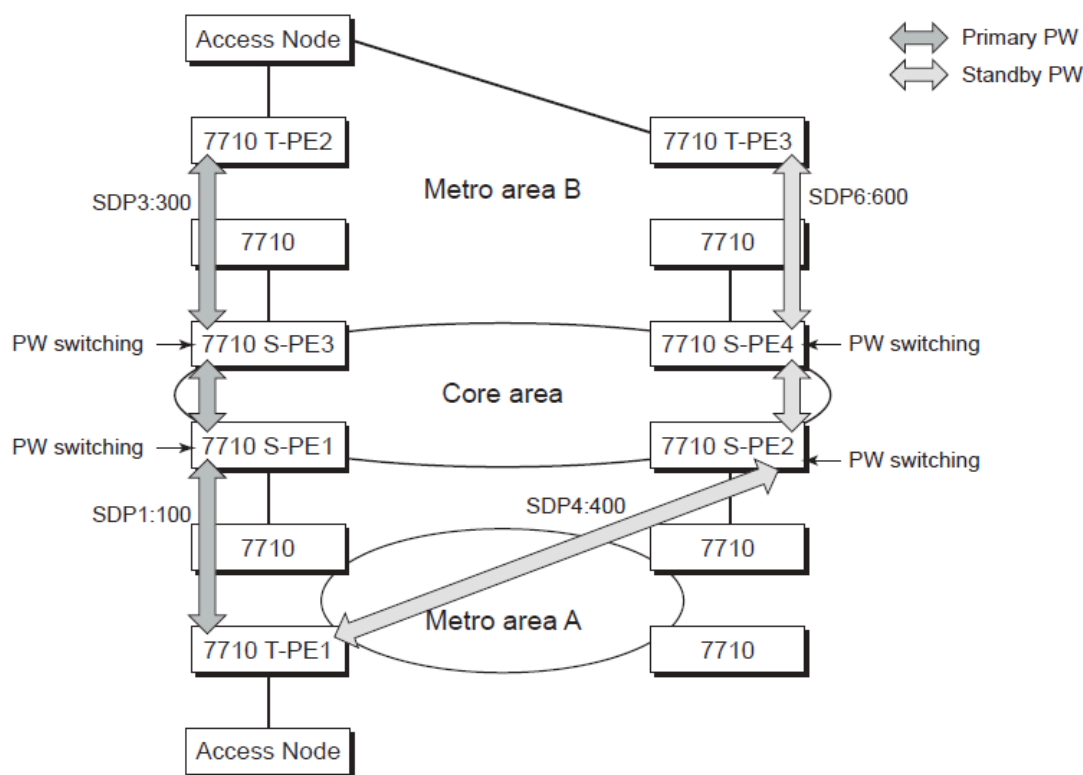 Access Node
Primary PW
Standby PW
7710 T-PE2
7710 T-PE3
Metro area B
SDP3:300
SDP6:600
7710
7710
PW switching
7710 S-PE3
7710 S-PE4
PW switching
Core area
PW switching
7710 S-PE1
7710 S-PE2
PW switching
SDP1:100
SDP4:400
7710
7710
Metro area A
7710 T-PE1
7710
Access Node